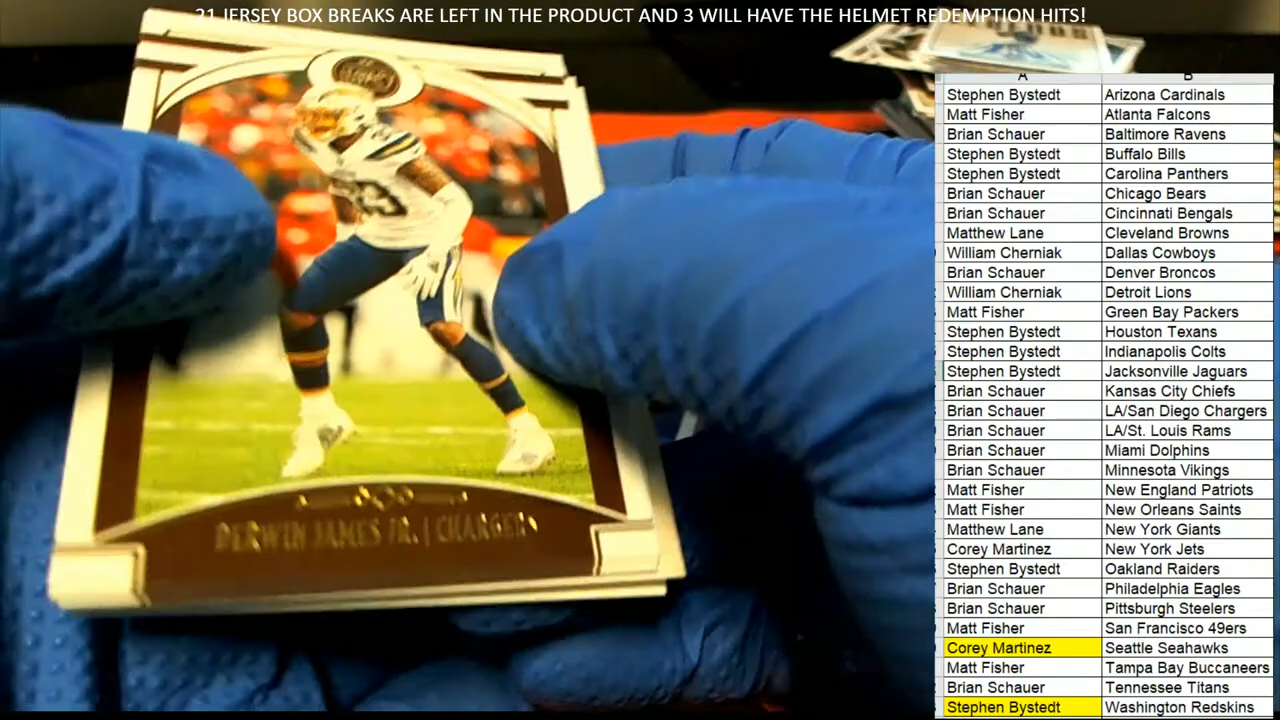 21 JERSEY BOX BREAKS ARE LEFT IN THE PRODUCT AND 3 WILL HAVE THE HELMET REDEMPTION HITS!
A B
Stephen Bystedt Arizona Cardinals
Matt Fisher Atlanta Falcons
Brian Schauer Baltimore Ravens
Stephen Bystedt Buffalo Bills
Stephen Bystedt Carolina Panthers
Brian Schauer Chicago Bears
Brian Schauer Cincinnati Bengals
Matthew Lane Cleveland Browns
William Cherniak Dallas Cowboys
Brian Schauer Denver Broncos
William Cherniak Detroit Lions
Matt Fisher Green Bay Packers
Stephen Bystedt Houston Texans
Stephen Bystedt Indianapolis Colts
Stephen Bystedt Jacksonville Jaguars
Brian Schauer Kansas City Chiefs
Brian Schauer LA/San Diego Chargers
Brian Schauer LA/St. Louis Rams
Brian Schauer Miami Dolphins
Brian Schauer Minnesota Vikings
Matt Fisher New England Patriots
Matt Fisher New Orleans Saints
Matthew Lane New York Giants
Corey Martinez New York Jets
Stephen Bystedt Oakland Raiders
Brian Schauer Philadelphia Eagles
Brian Schauer Pittsburgh Steelers
Matt Fisher San Francisco 49ers
Corey Martinez Seattle Seahawks
Matt Fisher Tampa Bay Buccaneers
Brian Schauer Tennessee Titans
Stephen Bystedt Washington Redskins
33
DERWIN JAMES JR. | CHARGERS